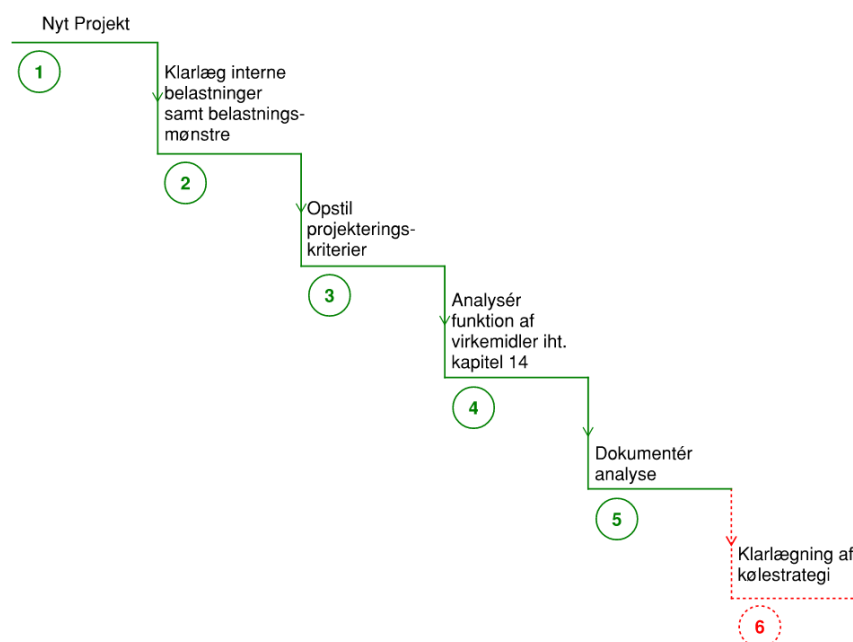 Nyt Projekt
1
Klarlæg interne
belastninger
samt belastnings-
mønstre
2
Opstil
projekterings-
kriterier
3
Analysér
funktion af
virkemidler iht.
kapitel 14
4
Dokumentér
analyse
5
Klarlægning af
kølestrategi
6